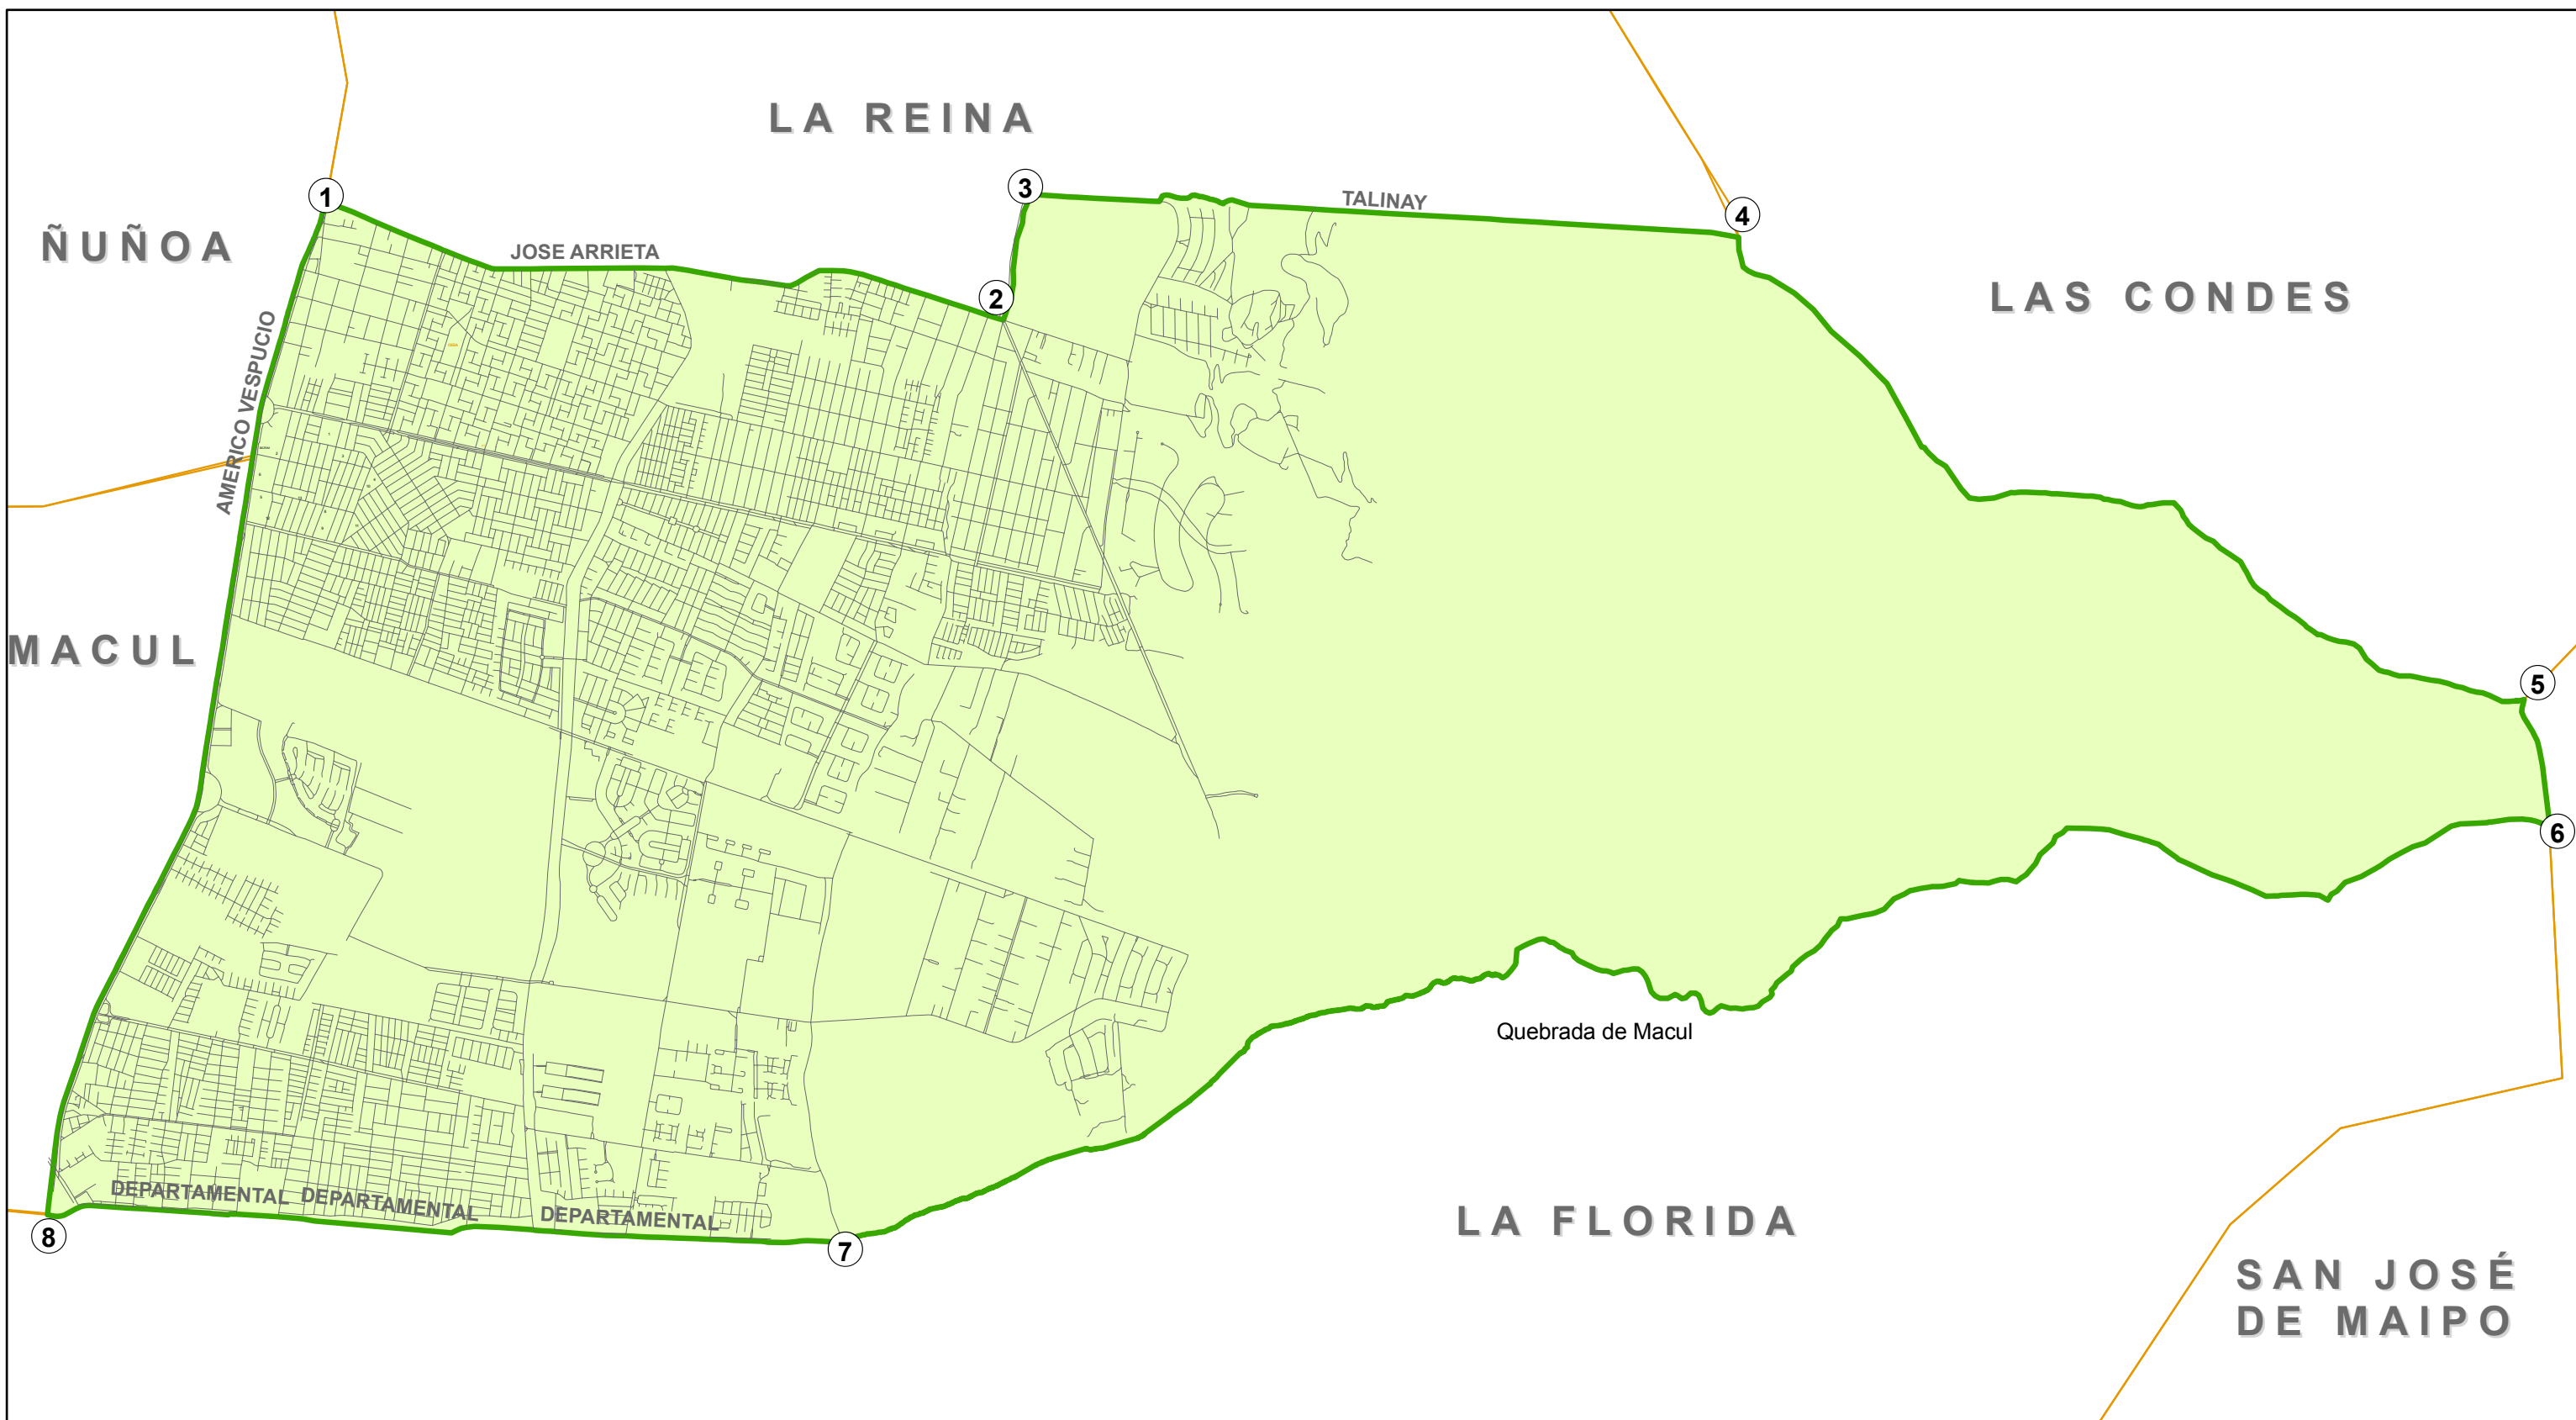 LA REINA
1
3
TALINAY
4
ÑUÑOA
JOSE ARRIETA
2
LAS CONDES
AMERICO VESPUCIO
MACUL
5
6
Quebrada de Macul
DEPARTAMENTAL DEPARTAMENTAL
DEPARTAMENTAL
8
7
LA FLORIDA
SAN JOSÉ
DE MAIPO